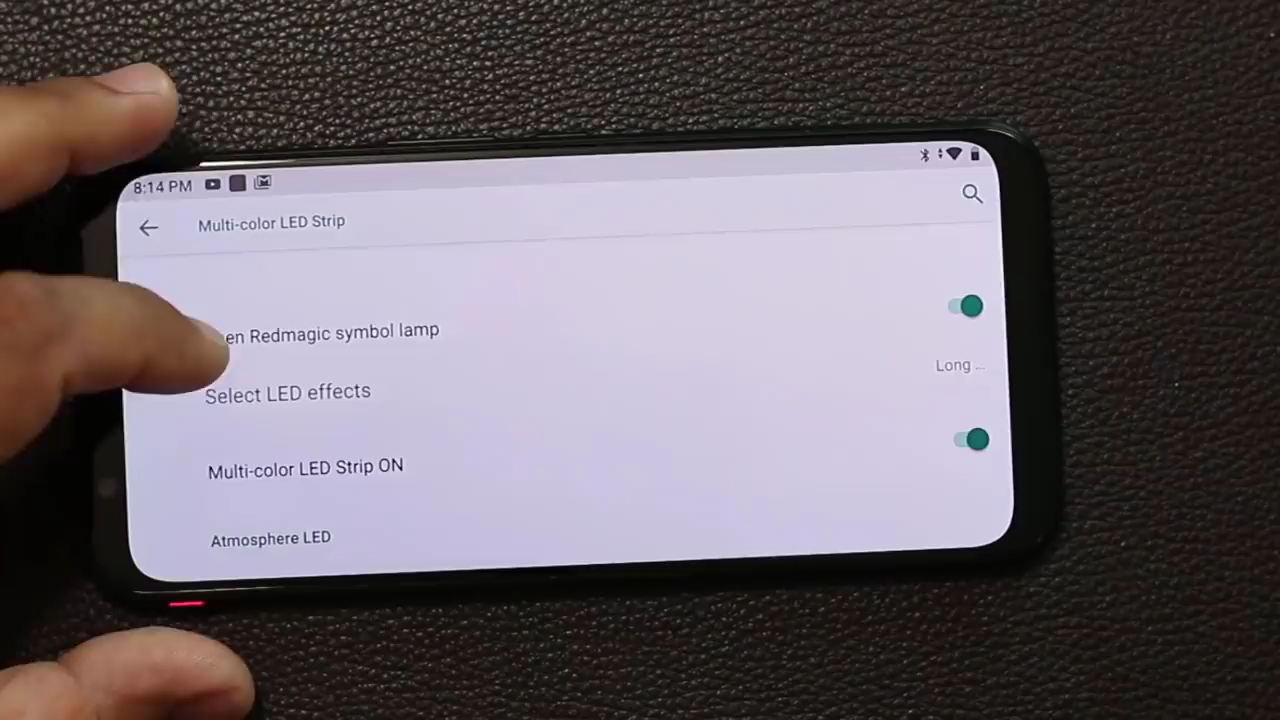 8:14 PM
Multi-color LED Strip
Redmagic symbol lamp
Long ...
Select LED effects
Multi-color LED Strip ON
Atmosphere LED